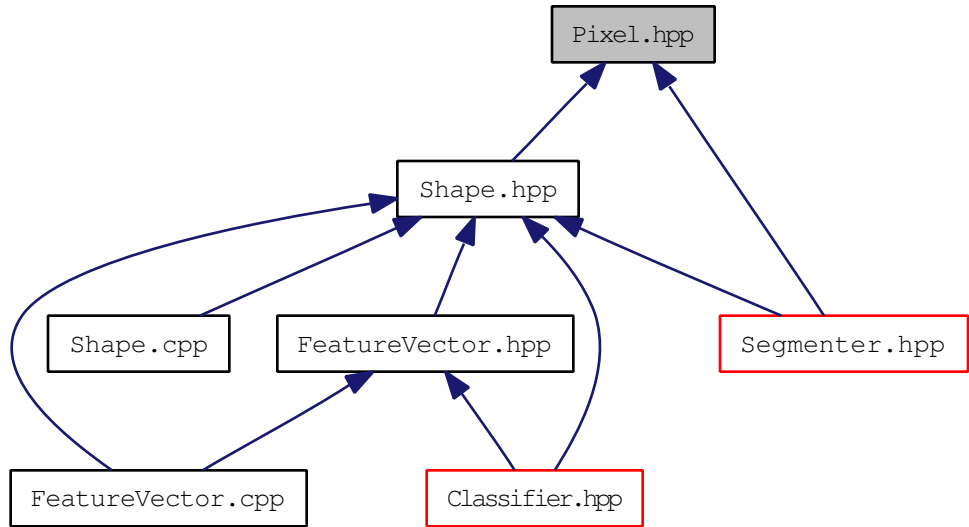 Pixel.hpp
Shape.hpp
Shape.cpp
FeatureVector.hpp
Segmenter.hpp
FeatureVector.cpp
Classifier.hpp